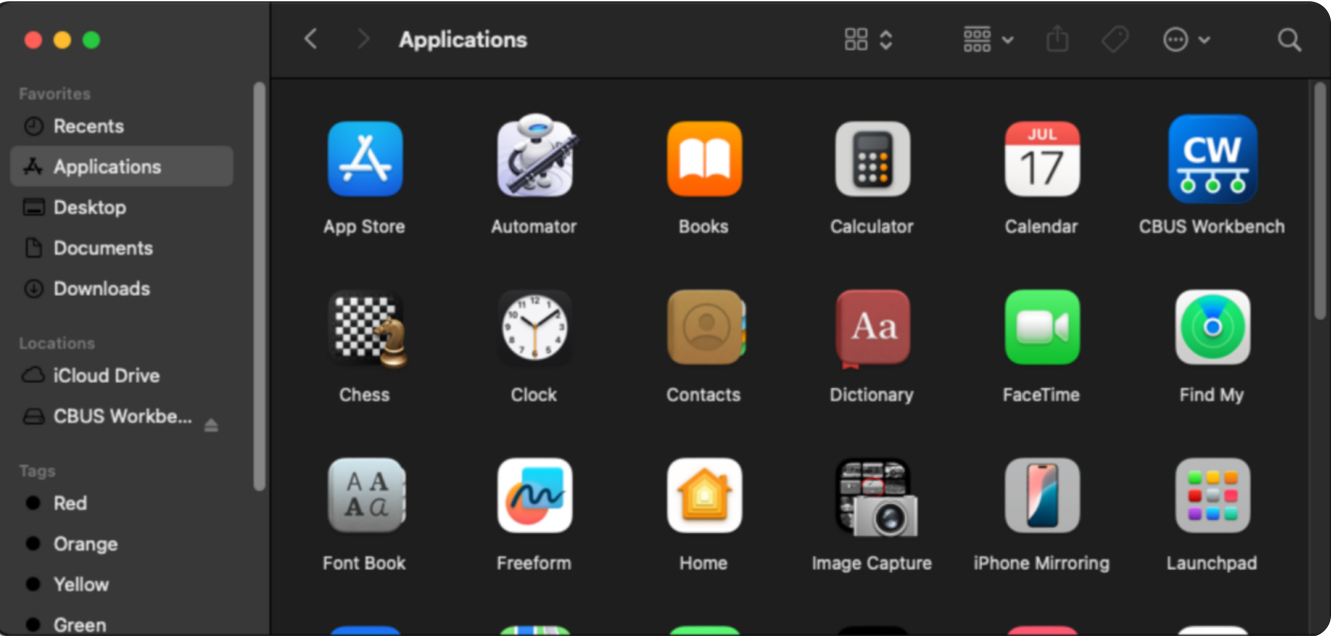 Applications
Favorites
Recents
Applications
Desktop
Documents
Downloads
Locations
iCloud Drive
CBUS Workbe...
Tags
Red
Orange
Yellow
Green
JUL
17
CW
App Store
Automator
Books
Calculator
Calendar
CBUS Workbench
Aa
Chess
Clock
Contacts
Dictionary
FaceTime
Find My
A A
A a
Font Book
Freeform
Home
Image Capture
iPhone Mirroring
Launchpad